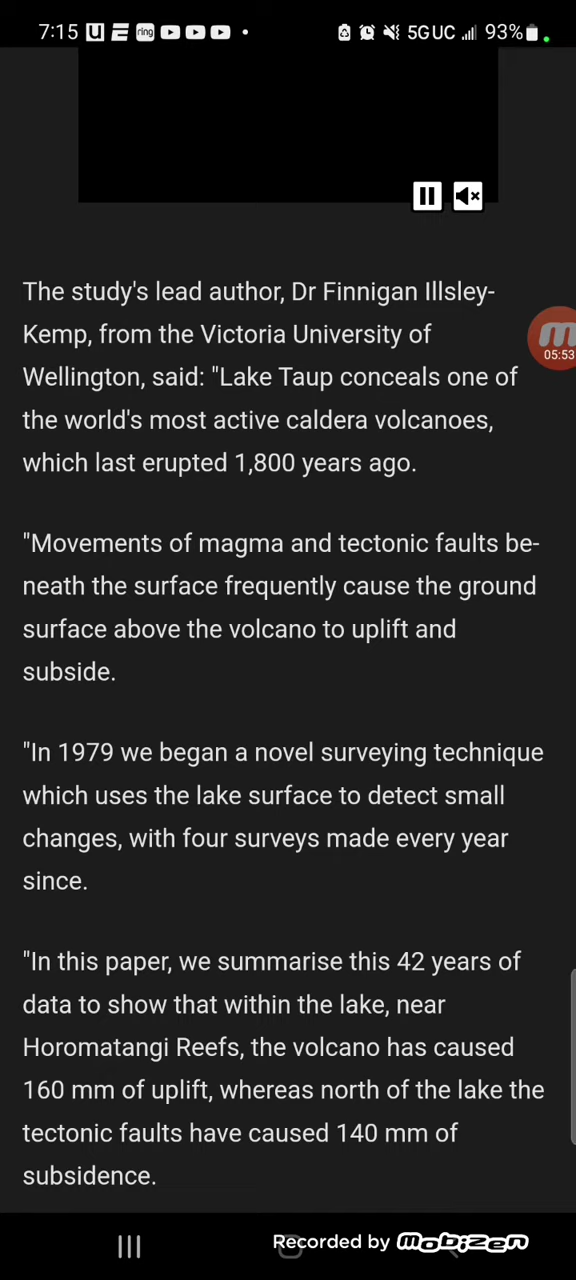 7:15 U ring 5GUC 93%
The study's lead author, Dr Finnigan Illsley-
Kemp, from the Victoria University of
Wellington, said: "Lake Taup conceals one of
the world's most active caldera volcanoes,
which last erupted 1,800 years ago.
05:53
"Movements of magma and tectonic faults be-
neath the surface frequently cause the ground
surface above the volcano to uplift and
subside.
"In 1979 we began a novel surveying technique
which uses the lake surface to detect small
changes, with four surveys made every year
since.
"In this paper, we summarise this 42 years of
data to show that within the lake, near
Horomatangi Reefs, the volcano has caused
160 mm of uplift, whereas north of the lake the
tectonic faults have caused 140 mm of
subsidence.
Recorded by mobizen